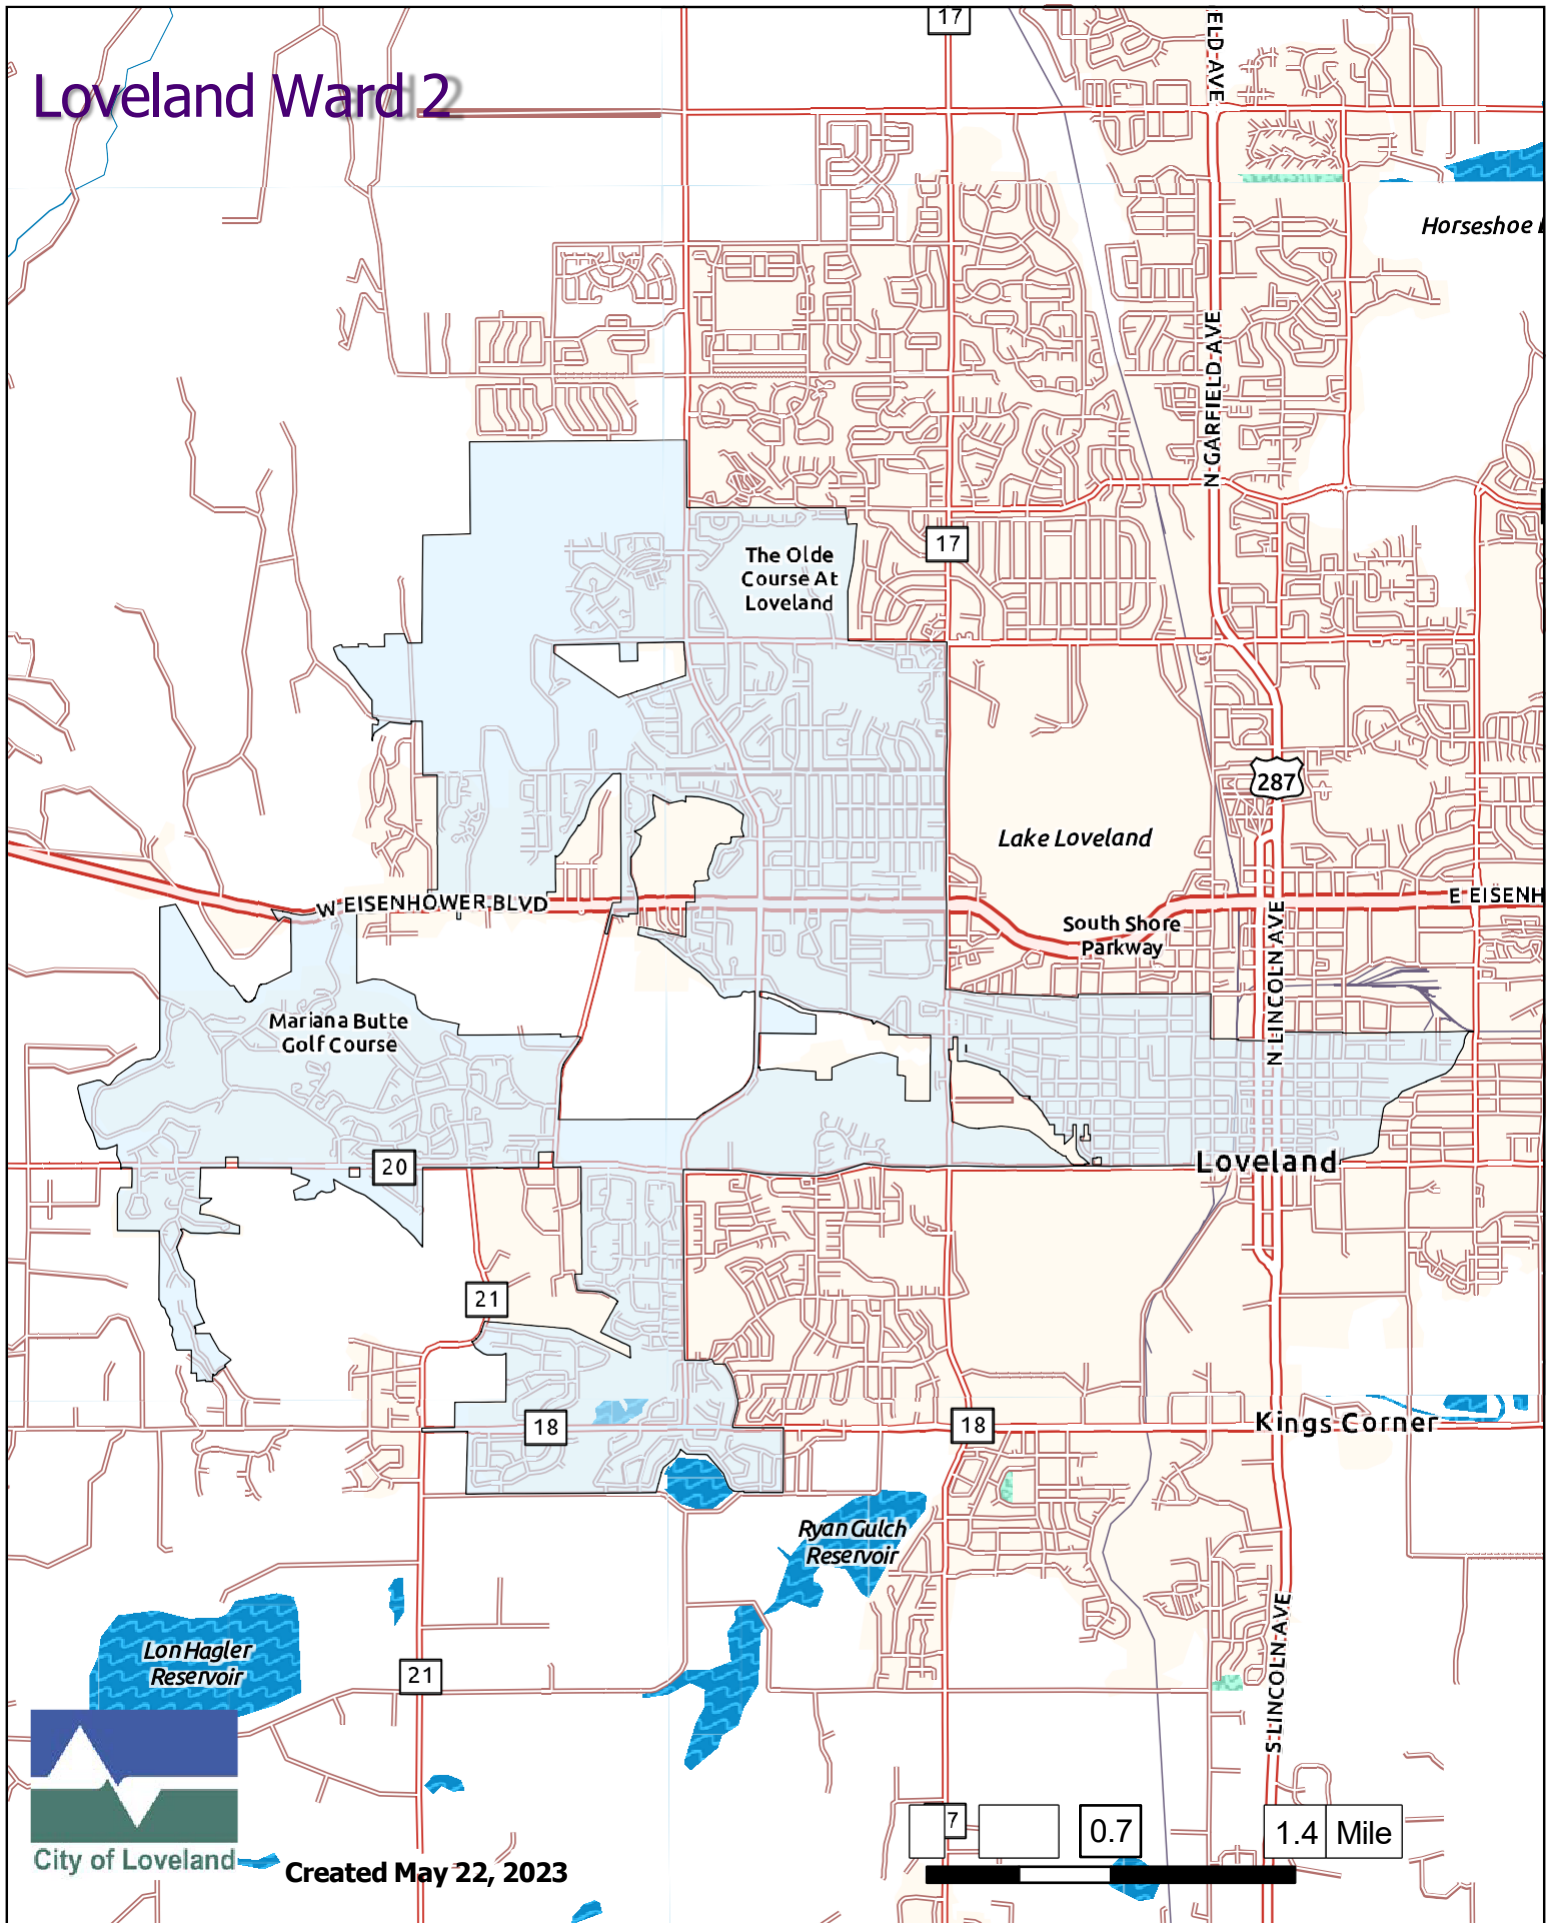 17
ELD AVE
Loveland Ward 2
Horseshoe
N GARFIELD AVE
17
The Olde
Course At
Loveland
287
Lake Loveland
W EISENHOWER BLVD
E EISENH
South Shore
Parkway
N LINCOLN AVE
Mariana Butte
Golf Course
20
Loveland
21
18
18
Kings Corner
Ryan Gulch
Reservoir
Lon Hagler
Reservoir
21
S LINCOLN AVE
7
0.7
1.4 Mile
City of Loveland
Created May 22, 2023